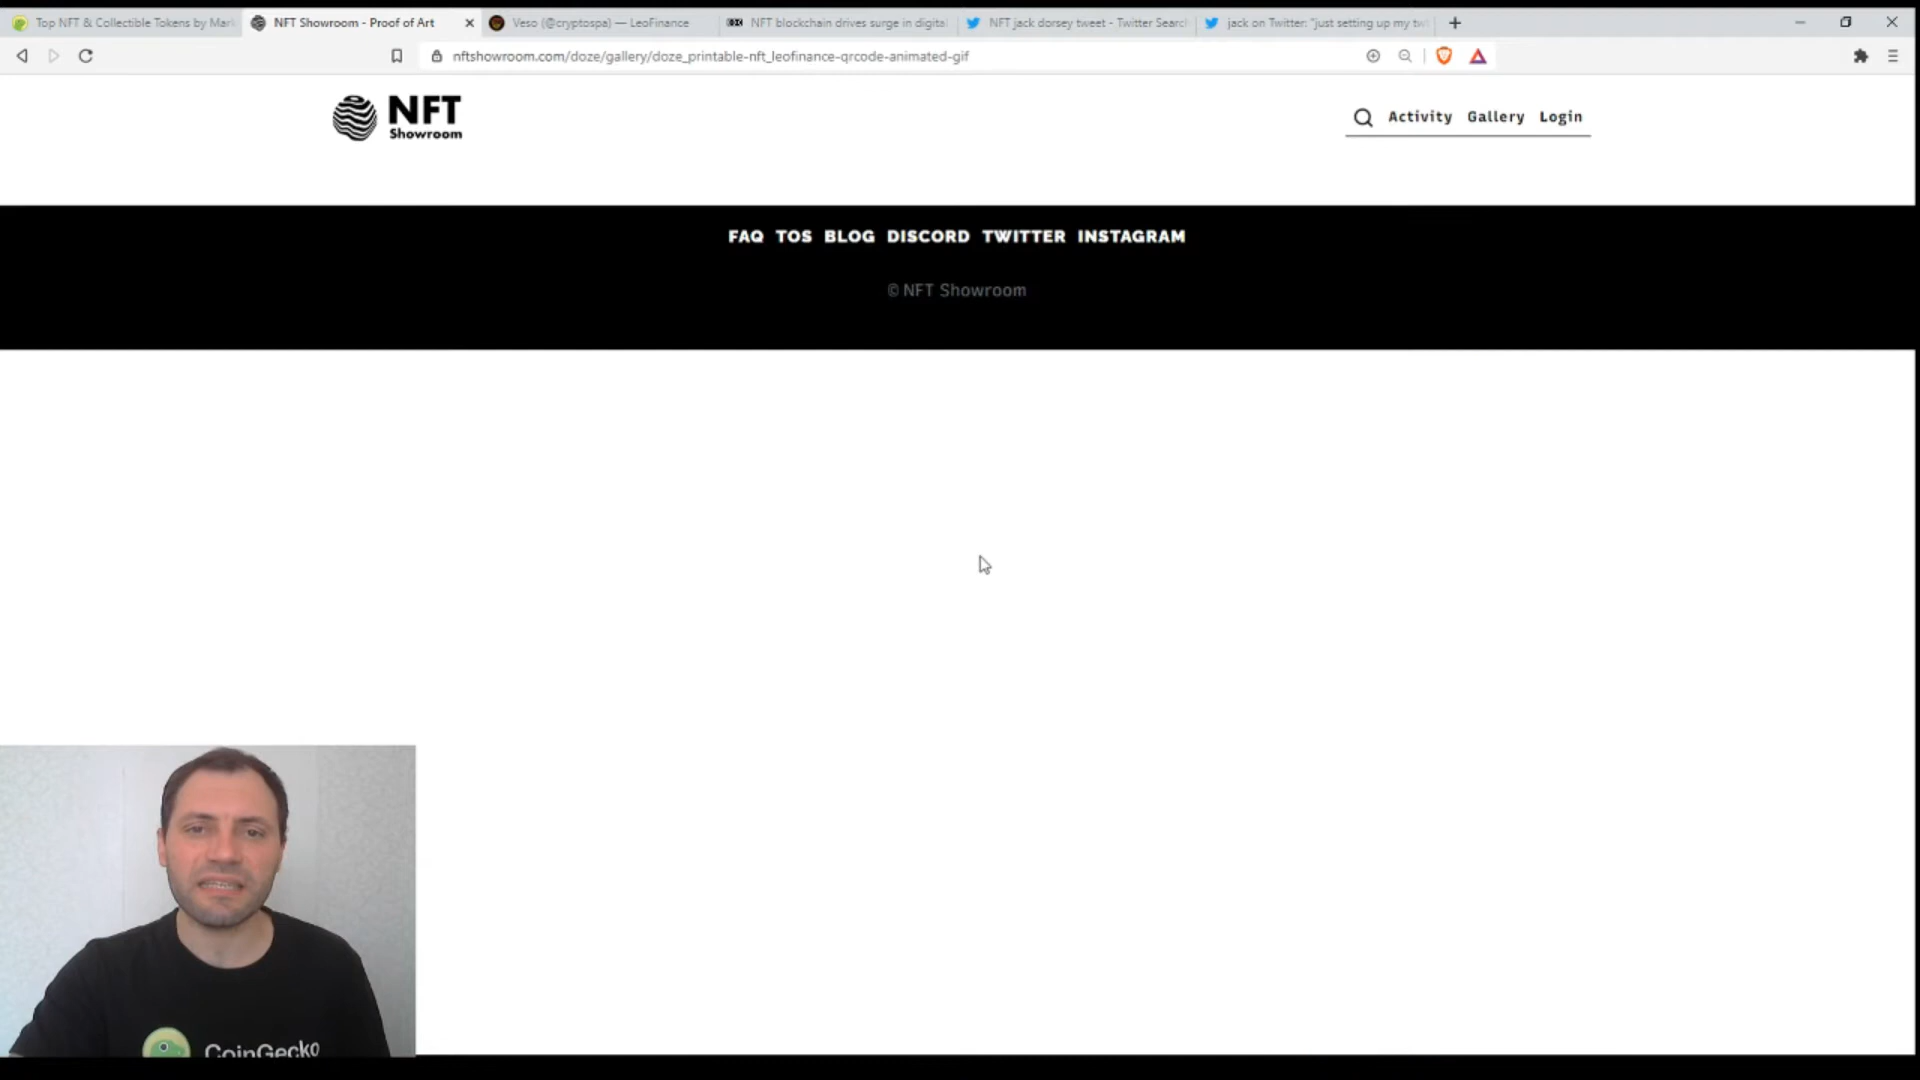 Top NFT & Collectible Tokens by Mark
NFT Showroom - Proof of Art
Veso (@cryptospa) — LeoFinance
NFT blockchain drives surge in digital
NFT jack dorsey tweet - Twitter Search
jack on Twitter: "just setting up my tw
nftshowroom.com/doze/gallery/doze_printable-nft_leofinance-qrcode-animated-gif
NFT
Showroom
Activity Gallery Login
FAQ TOS BLOG DISCORD TWITTER INSTAGRAM
© NFT Showroom
CoinGecko